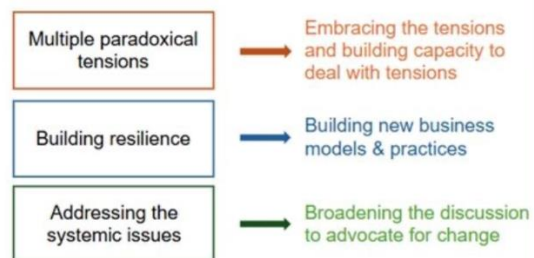 Multiple paradoxical
tensions
Embracing the tensions
and building capacity to
deal with tensions
Building resilience
Building new business
models & practices
Addressing the
systemic issues
Broadening the discussion
to advocate for change